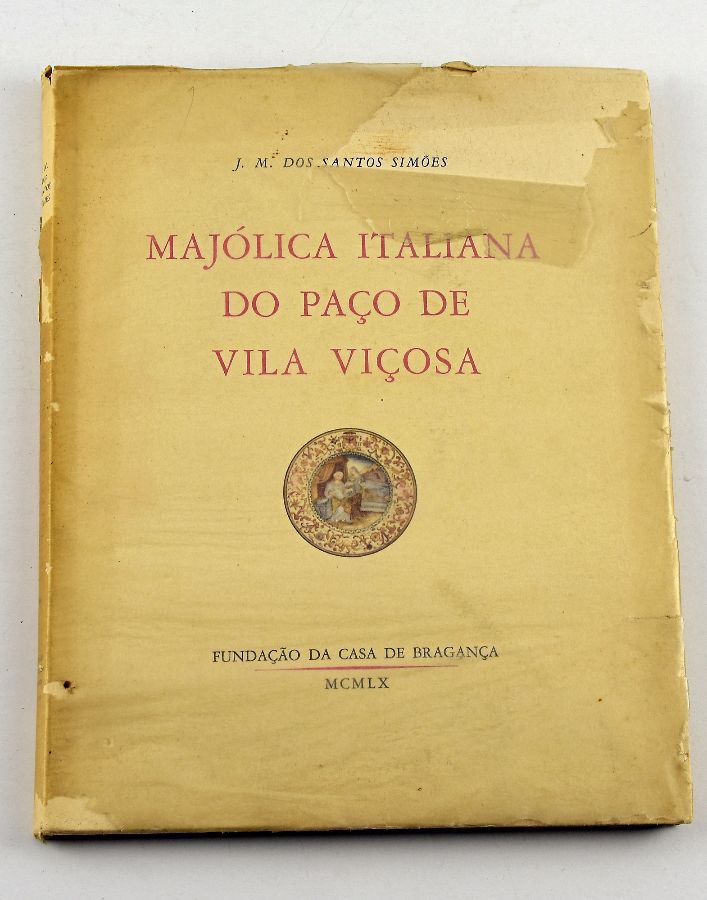 J. M. DOS SANTOS SIMÕES
MAJÓLICA ITALIANA
DO PAÇO DE
VILA VIÇOSA
FUNDAÇÃO DA CASA DE BRAGANÇA
MCMLX